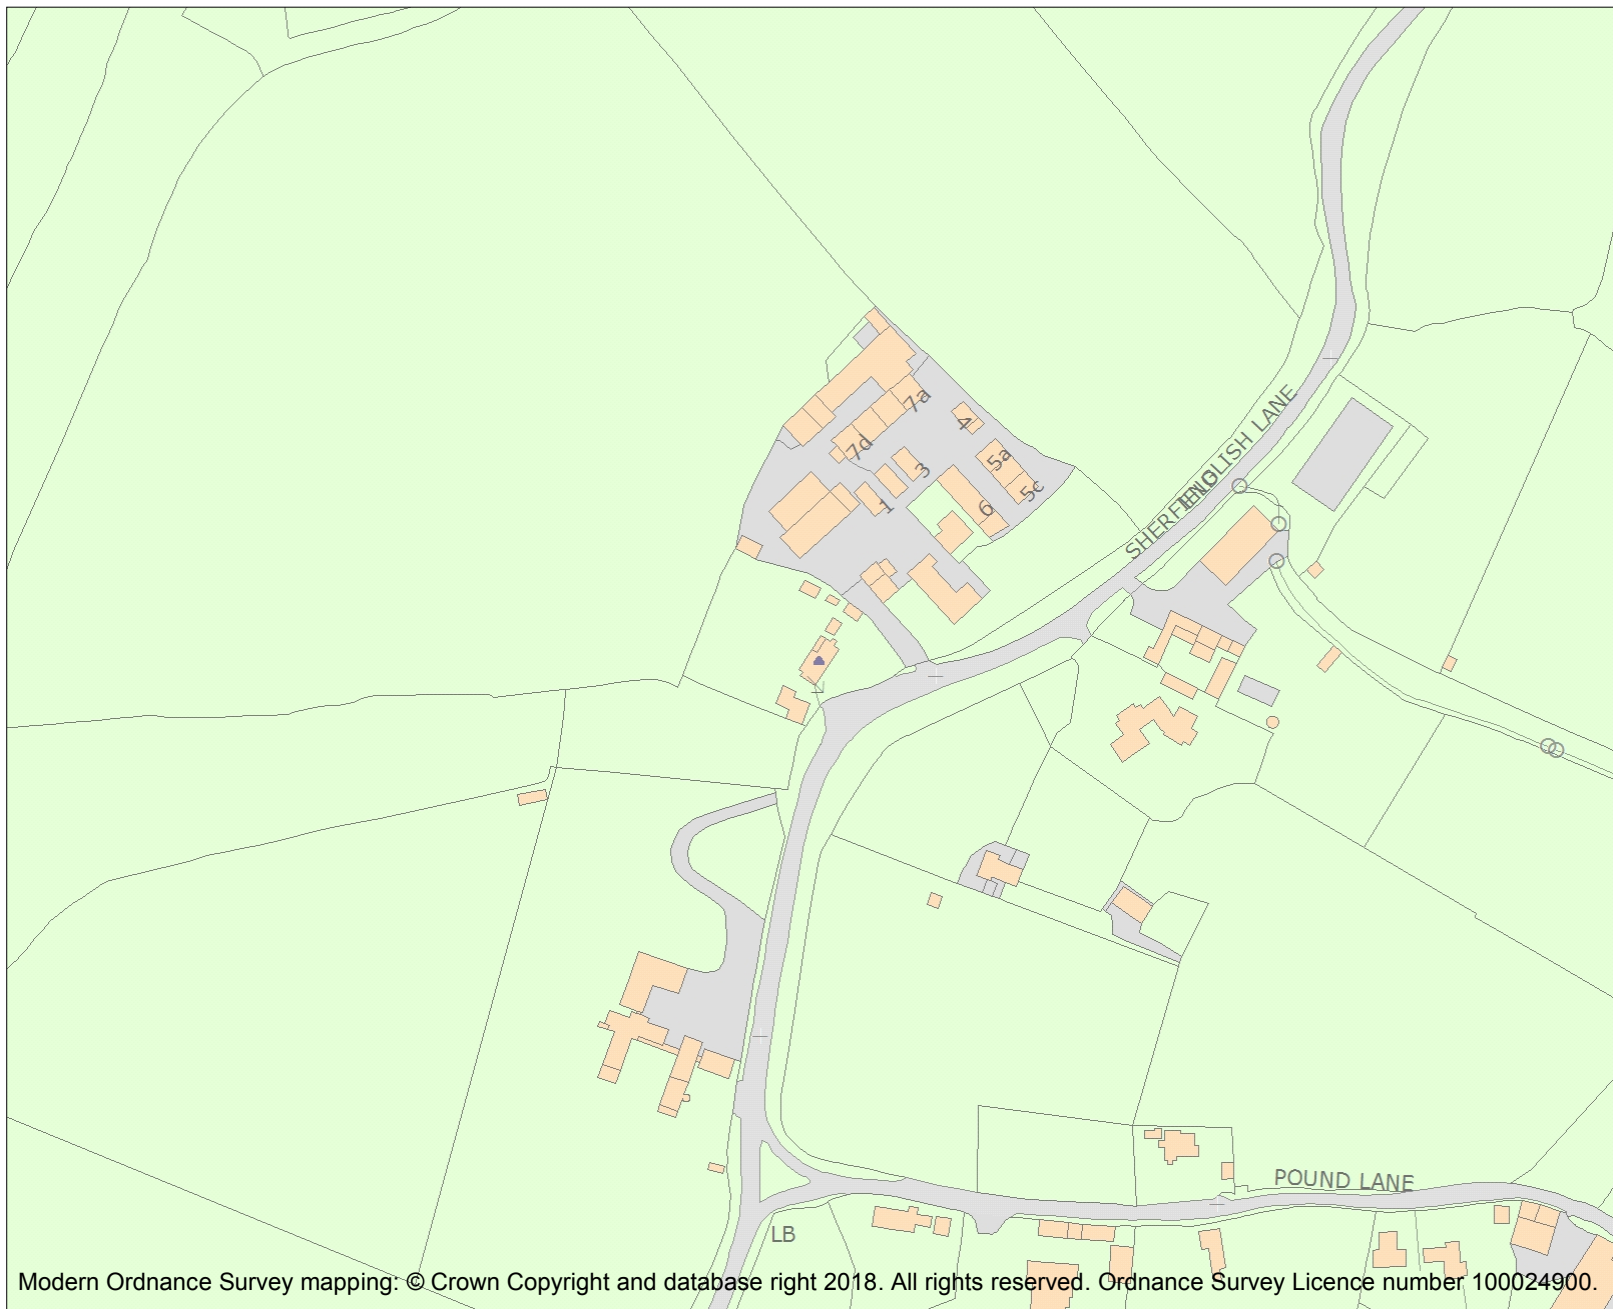 7a
4
7d
3
5a
5c
1
6
SHERFIELD ENGLISH LANE
POUND LANE
LB
Modern Ordnance Survey mapping: © Crown Copyright and database right 2018. All rights reserved. Ordnance Survey Licence number 100024900.